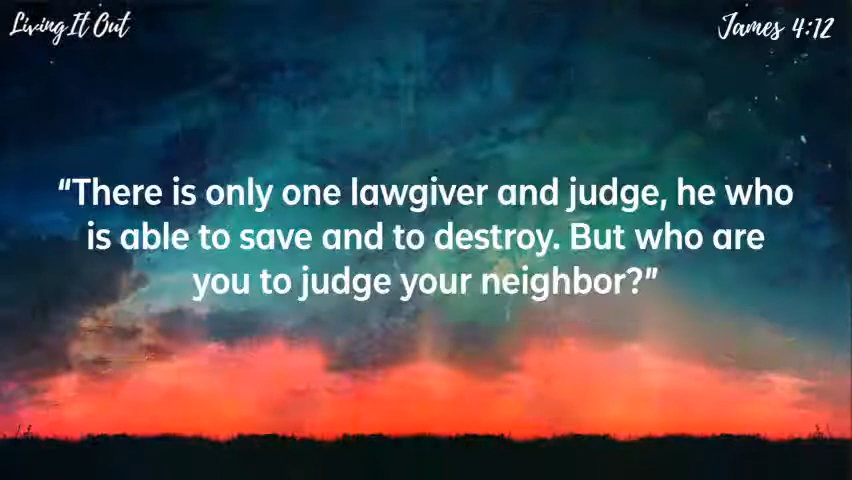 Living It Out
James 4:12
“There is only one lawgiver and judge, he who
is able to save and to destroy. But who are
you to judge your neighbor?”